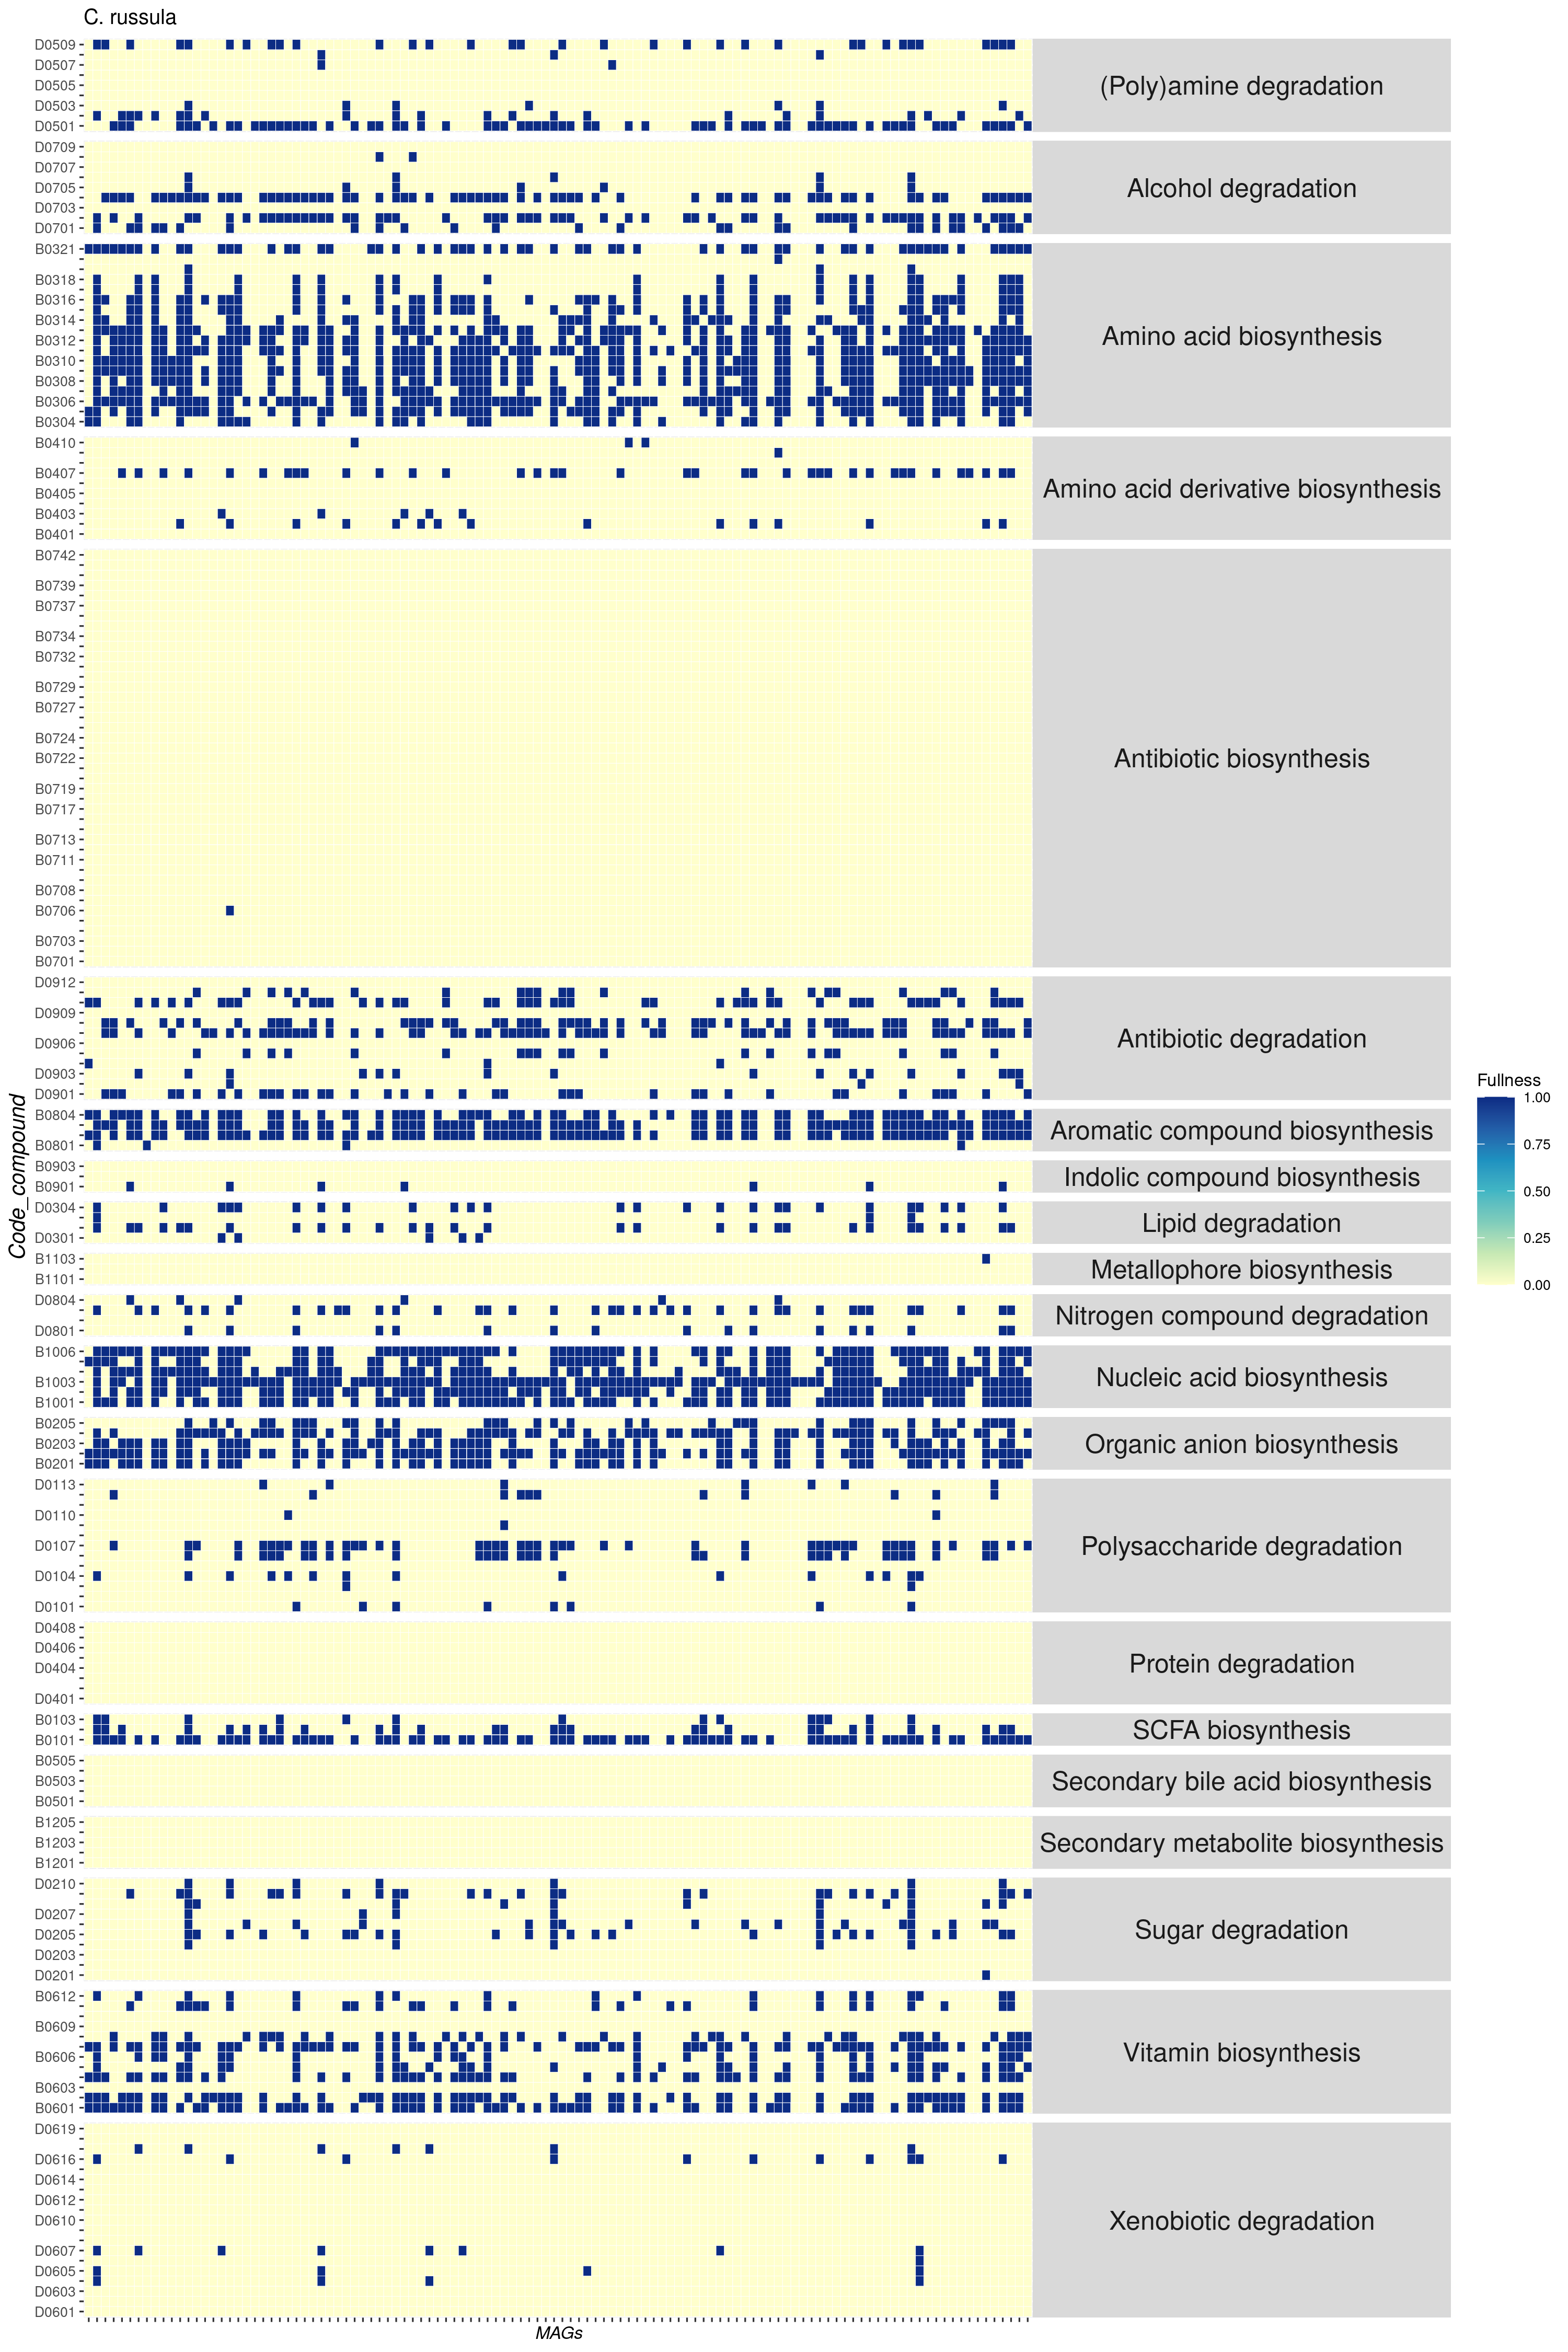 C. russula
D0509
D0507
D0505
D0503
D0501
(Poly)amine degradation
D0709
D0707
D0705
D0703
D0701
Alcohol degradation
B0321
B0318
B0316
B0314
B0312
B0310
B0308
B0306
B0304
Amino acid biosynthesis
B0410
B0407
B0405
B0403
B0401
Amino acid derivative biosynthesis
B0742
B0739
B0737
B0734
B0732
B0729
B0727
B0724
B0722
B0719
B0717
B0713
B0711
B0708
B0706
B0703
B0701
Antibiotic biosynthesis
D0912
D0909
D0906
D0903
D0901
Antibiotic degradation
B0804
B0801
Aromatic compound biosynthesis
B0903
B0901
Indolic compound biosynthesis
D0304
D0301
Lipid degradation
B1103
B1101
Metallophore biosynthesis
D0804
D0801
Nitrogen compound degradation
B1006
B1003
B1001
Nucleic acid biosynthesis
B0205
B0203
B0201
Organic anion biosynthesis
D0113
D0110
D0107
D0104
D0101
Polysaccharide degradation
D0408
D0406
D0404
D0401
Protein degradation
B0103
B0101
SCFA biosynthesis
B0505
B0503
B0501
Secondary bile acid biosynthesis
B1205
B1203
B1201
Secondary metabolite biosynthesis
D0210
D0207
D0205
D0203
D0201
Sugar degradation
B0612
B0609
B0606
B0603
B0601
Vitamin biosynthesis
D0619
D0616
D0614
D0612
D0610
D0607
D0605
D0603
D0601
Xenobiotic degradation
Code_compound
MAGs
Fullness
1.00
0.75
0.50
0.25
0.00